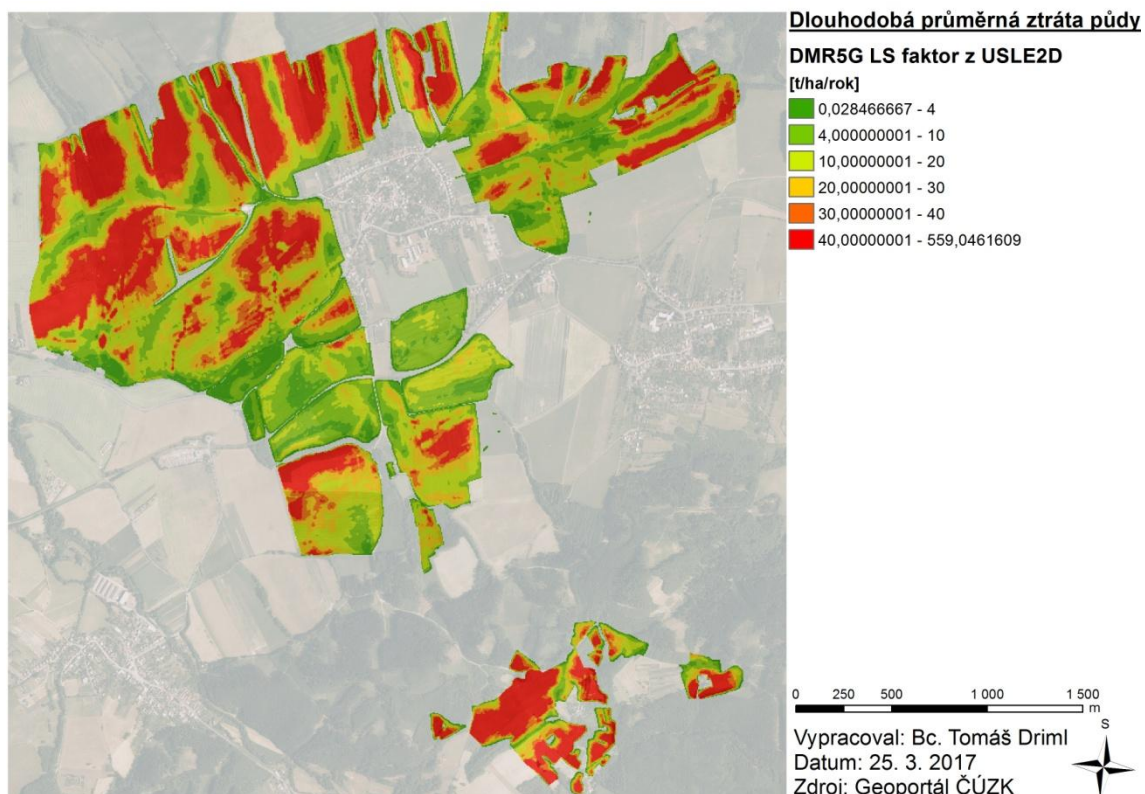 Dlouhodobá průměrná ztráta půdy
DMR5G LS faktor z USLE2D
[t/ha/rok]
0,028466667 - 4
4,000000001 - 10
10,00000001 - 20
20,00000001 - 30
30,00000001 - 40
40,00000001 - 559,0461609
0 250 500 1 000 1 500
m
S
Vypracoval: Bc. Tomáš Driml
Datum: 25. 3. 2017
Zdroj: Geoportál ČÚZK